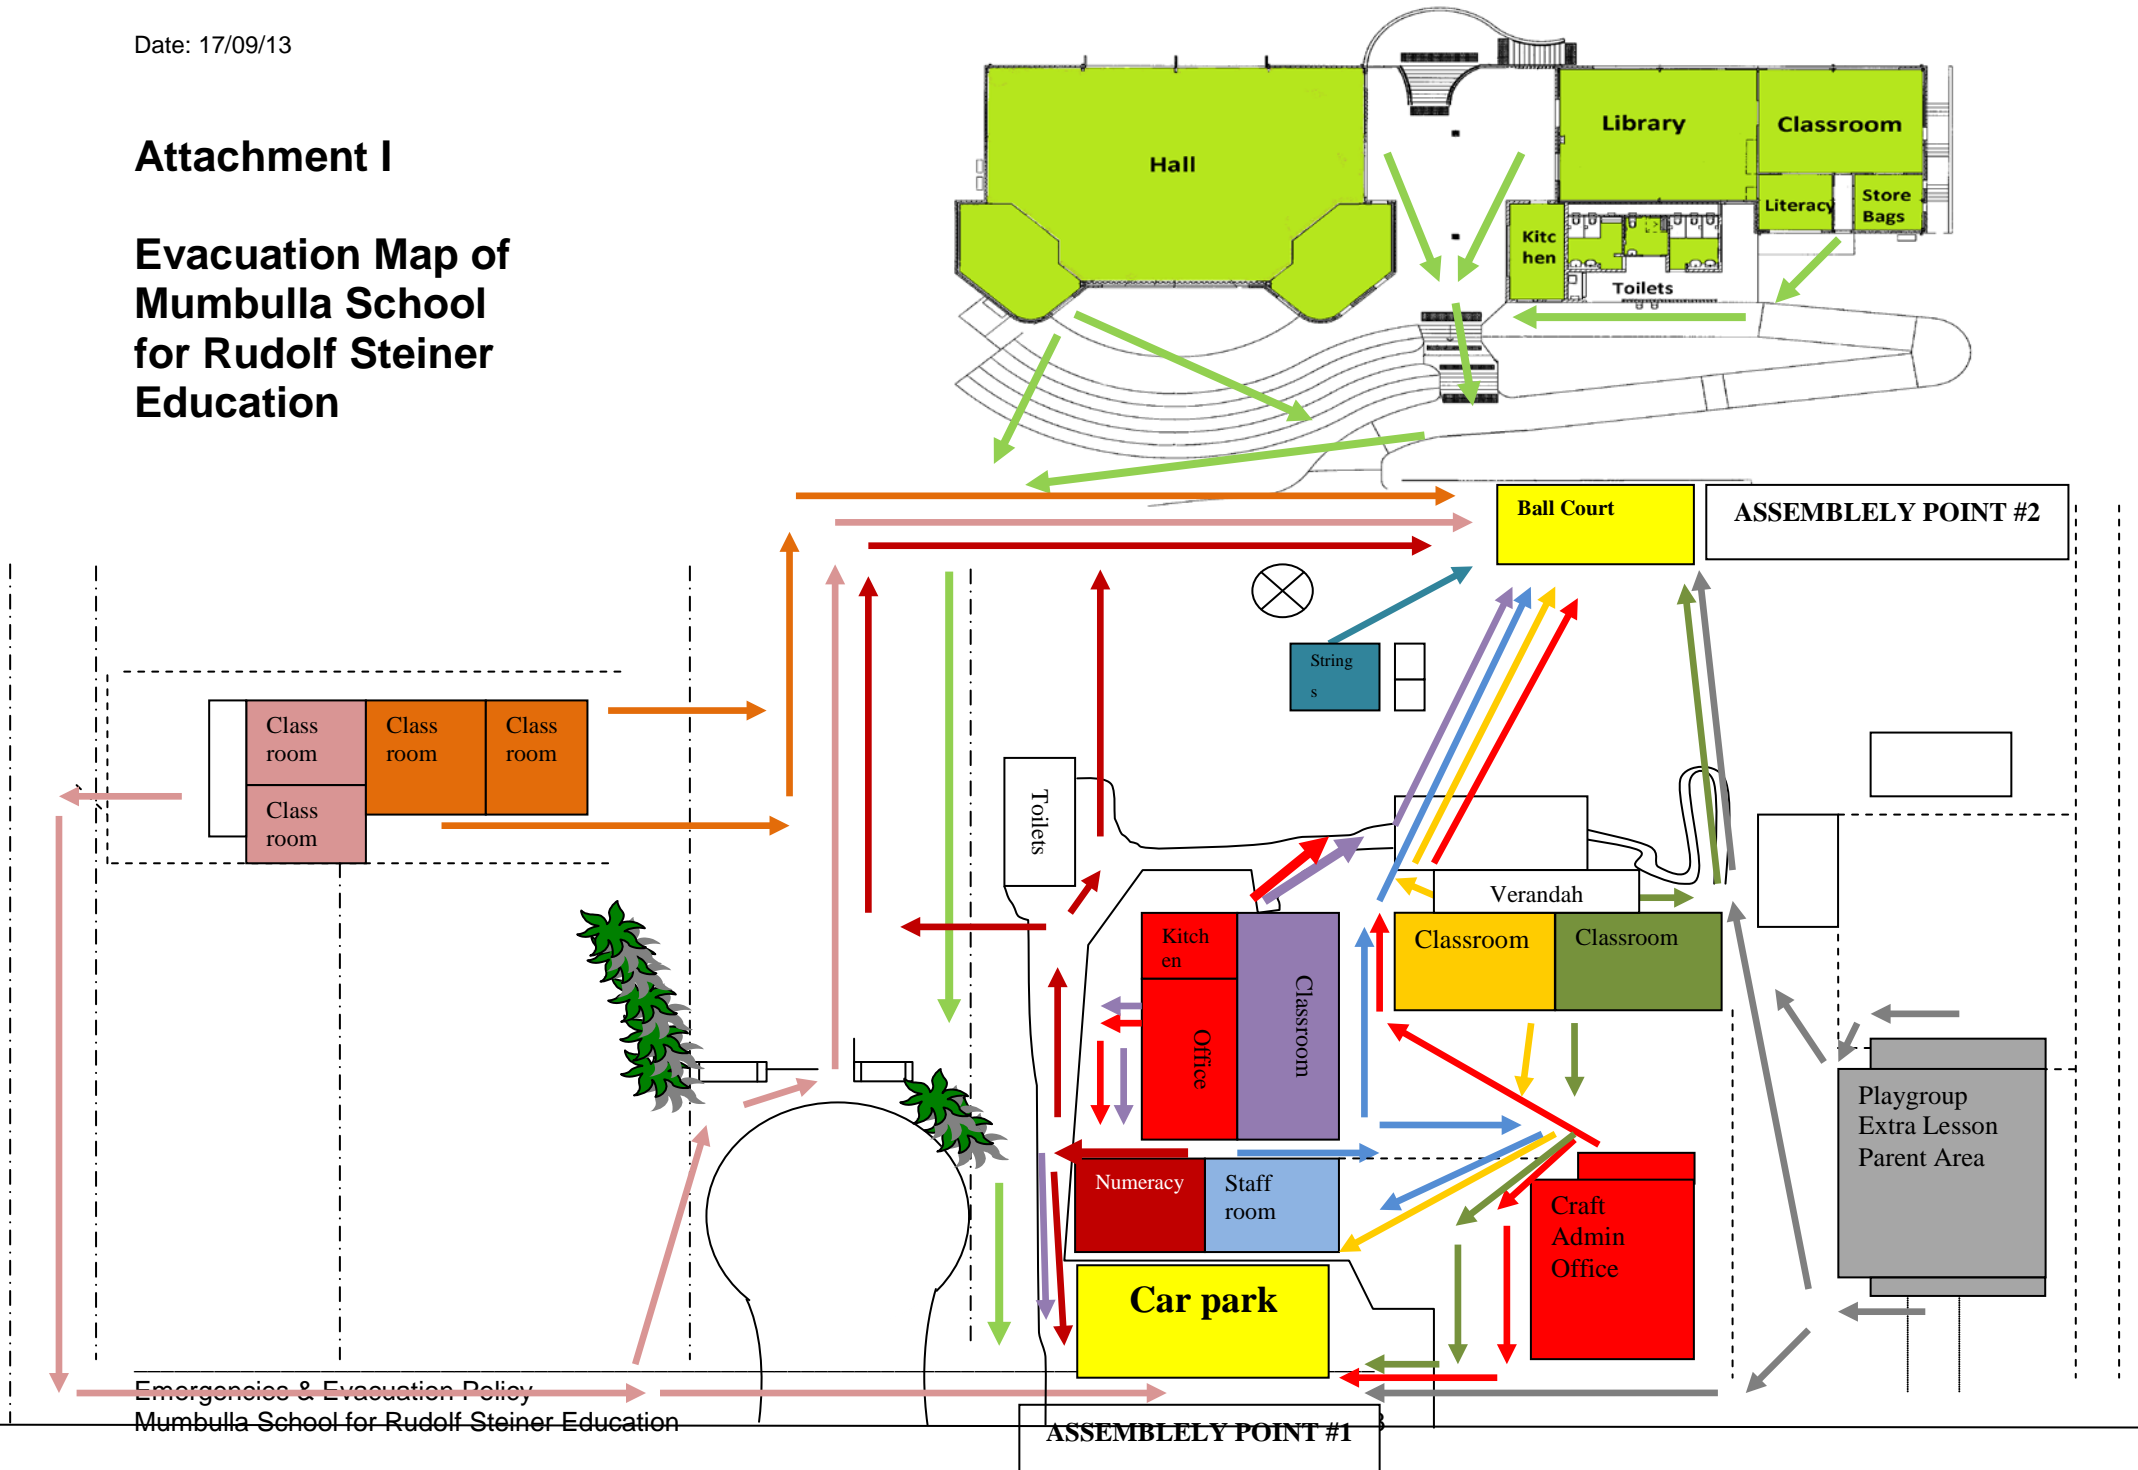 Date: 17/09/13
Attachment I
Evacuation Map of
Mumbulla School
for Rudolf Steiner
Education
Hall
Library
Classroom
Literacy
Store
Bags
Kitc
hen
Toilets
Ball Court
ASSEMBLELY POINT #2
String
s
Class
room
Class
room
Class
room
Class
room
Toilets
Verandah
Kitch
en
Classroom
Office
Classroom
Classroom
Numeracy
Staff
room
Craft
Admin
Office
Playgroup
Extra Lesson
Parent Area
Car park
Emergencies & Evacuation Policy
Mumbulla School for Rudolf Steiner Education
ASSEMBLELY POINT #1